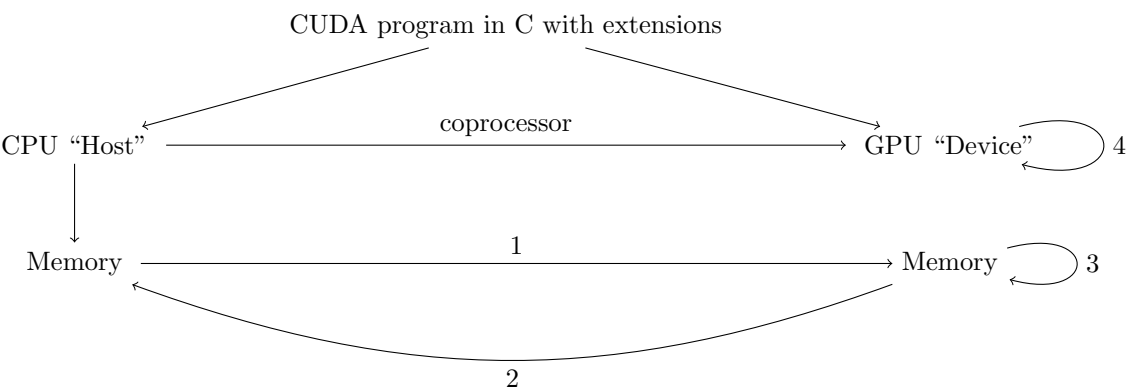 CUDA program in C with extensions
coprocessor
CPU “Host”
GPU “Device”
4
1
Memory
Memory
3
2